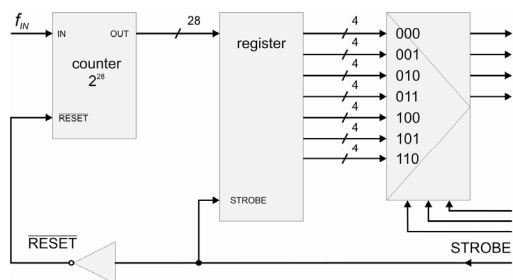 f_IN
IN
OUT
counter
2^28
RESET
28
register
STROBE
4
4
4
4
4
4
4
000
001
010
011
100
101
110
RESET
STROBE